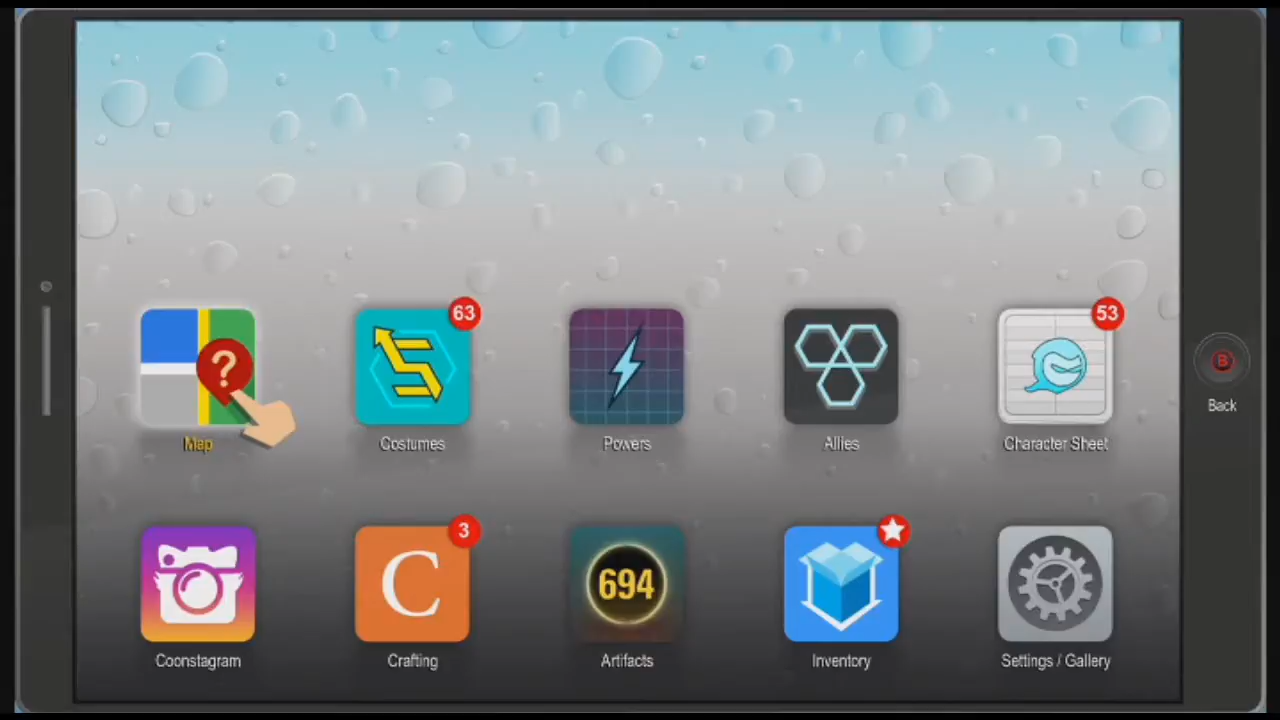 63
53
?
B
Back
Map
Costumes
Powers
Allies
Character Sheet
3
C
694
Coonstagram
Crafting
Artifacts
Inventory
Settings / Gallery